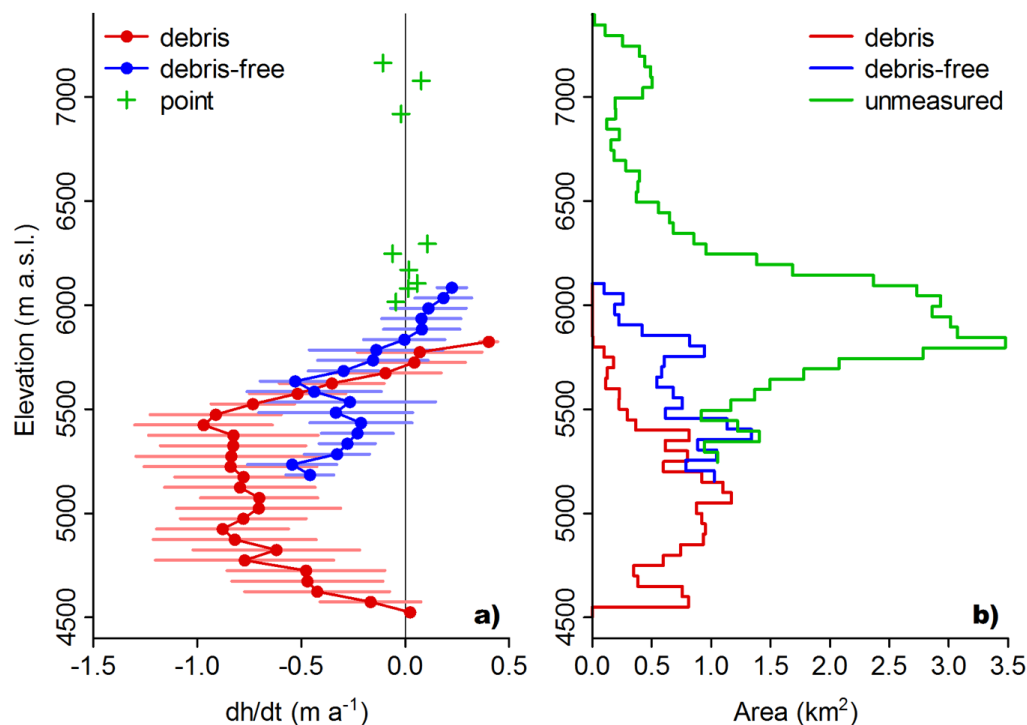 debris
debris-free
point
Elevation (m a.s.l.)
7000
6500
6000
5500
5000
4500
a)
-1.5
-1.0
-0.5
0.0
0.5
dh/dt (m a⁻¹)
debris
debris-free
unmeasured
7000
6500
6000
5500
5000
4500
b)
0.0
0.5
1.0
1.5
2.0
2.5
3.0
3.5
Area (km²)